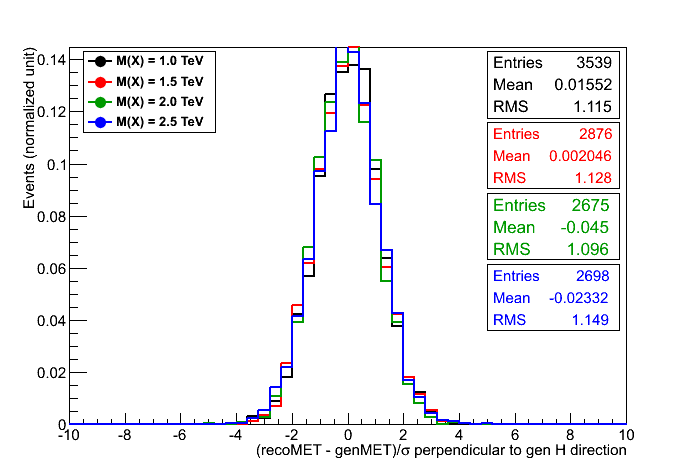 Events (normalized unit)
0.14
0.12
0.1
0.08
0.06
0.04
0.02
0
M(X) = 1.0 TeV
M(X) = 1.5 TeV
M(X) = 2.0 TeV
M(X) = 2.5 TeV
Entries 3539
Mean 0.01552
RMS 1.115
Entries 2876
Mean 0.002046
RMS 1.128
Entries 2675
Mean -0.045
RMS 1.096
Entries 2698
Mean -0.02332
RMS 1.149
-10 -8 -6 -4 -2 0 2 4 6 8 10
(recoMET - genMET)/σ perpendicular to gen H direction